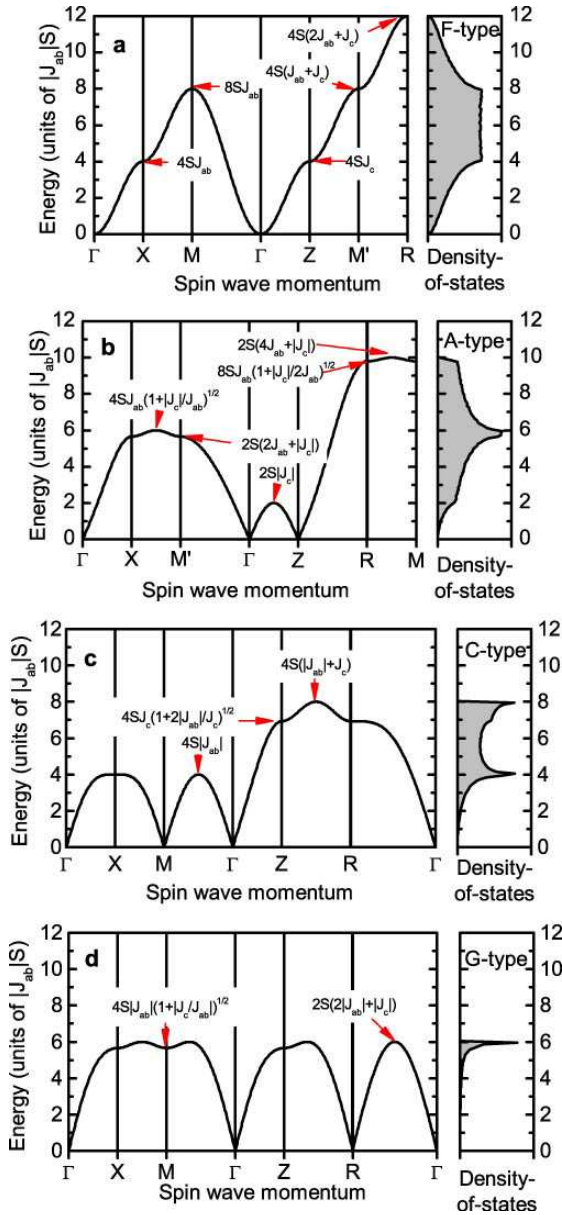 a
F-type
Energy (units of |J_ab|S)
12
10
8
6
4
2
0
4S(2J_ab+J_c)
4S(J_ab+J_c)
8SJ_ab
4SJ_ab
4SJ_c
12
10
8
6
4
2
0
Γ X M Γ Z M' R
Spin wave momentum
Density-
of-states
b
A-type
Energy (units of |J_ab|S)
12
10
8
6
4
2
0
2S(4J_ab+|J_c|)
8SJ_ab(1+|J_c|/2J_ab)^1/2
4SJ_ab(1+|J_c|/J_ab)^1/2
2S(2J_ab+|J_c|)
2S|J_c|
12
10
8
6
4
2
0
Γ X M' Γ Z R M
Spin wave momentum
Density-
of-states
c
C-type
Energy (units of |J_ab|S)
12
10
8
6
4
2
0
4S(|J_ab|+J_c)
4SJ_c(1+2|J_ab|/J_c)^1/2
4S|J_ab|
12
10
8
6
4
2
0
Γ X M Γ Z R Γ
Spin wave momentum
Density-
of-states
d
G-type
Energy (units of |J_ab|S)
12
10
8
6
4
2
0
4S|J_ab|(1+|J_c/J_ab|)^1/2
2S(2|J_ab|+|J_c|)
12
10
8
6
4
2
0
Γ X M Γ Z R Γ
Spin wave momentum
Density-
of-states